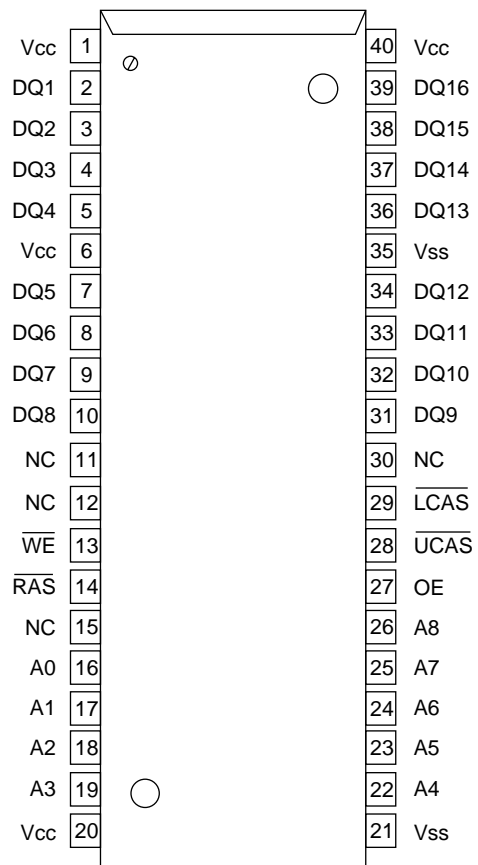 Vcc 1 40 Vcc
DQ1 2 39 DQ16
DQ2 3 38 DQ15
DQ3 4 37 DQ14
DQ4 5 36 DQ13
Vcc 6 35 Vss
DQ5 7 34 DQ12
DQ6 8 33 DQ11
DQ7 9 32 DQ10
DQ8 10 31 DQ9
NC 11 30 NC
NC 12 29 L̅C̅A̅S̅
W̅E̅ 13 28 U̅C̅A̅S̅
R̅A̅S̅ 14 27 OE
NC 15 26 A8
A0 16 25 A7
A1 17 24 A6
A2 18 23 A5
A3 19 22 A4
Vcc 20 21 Vss